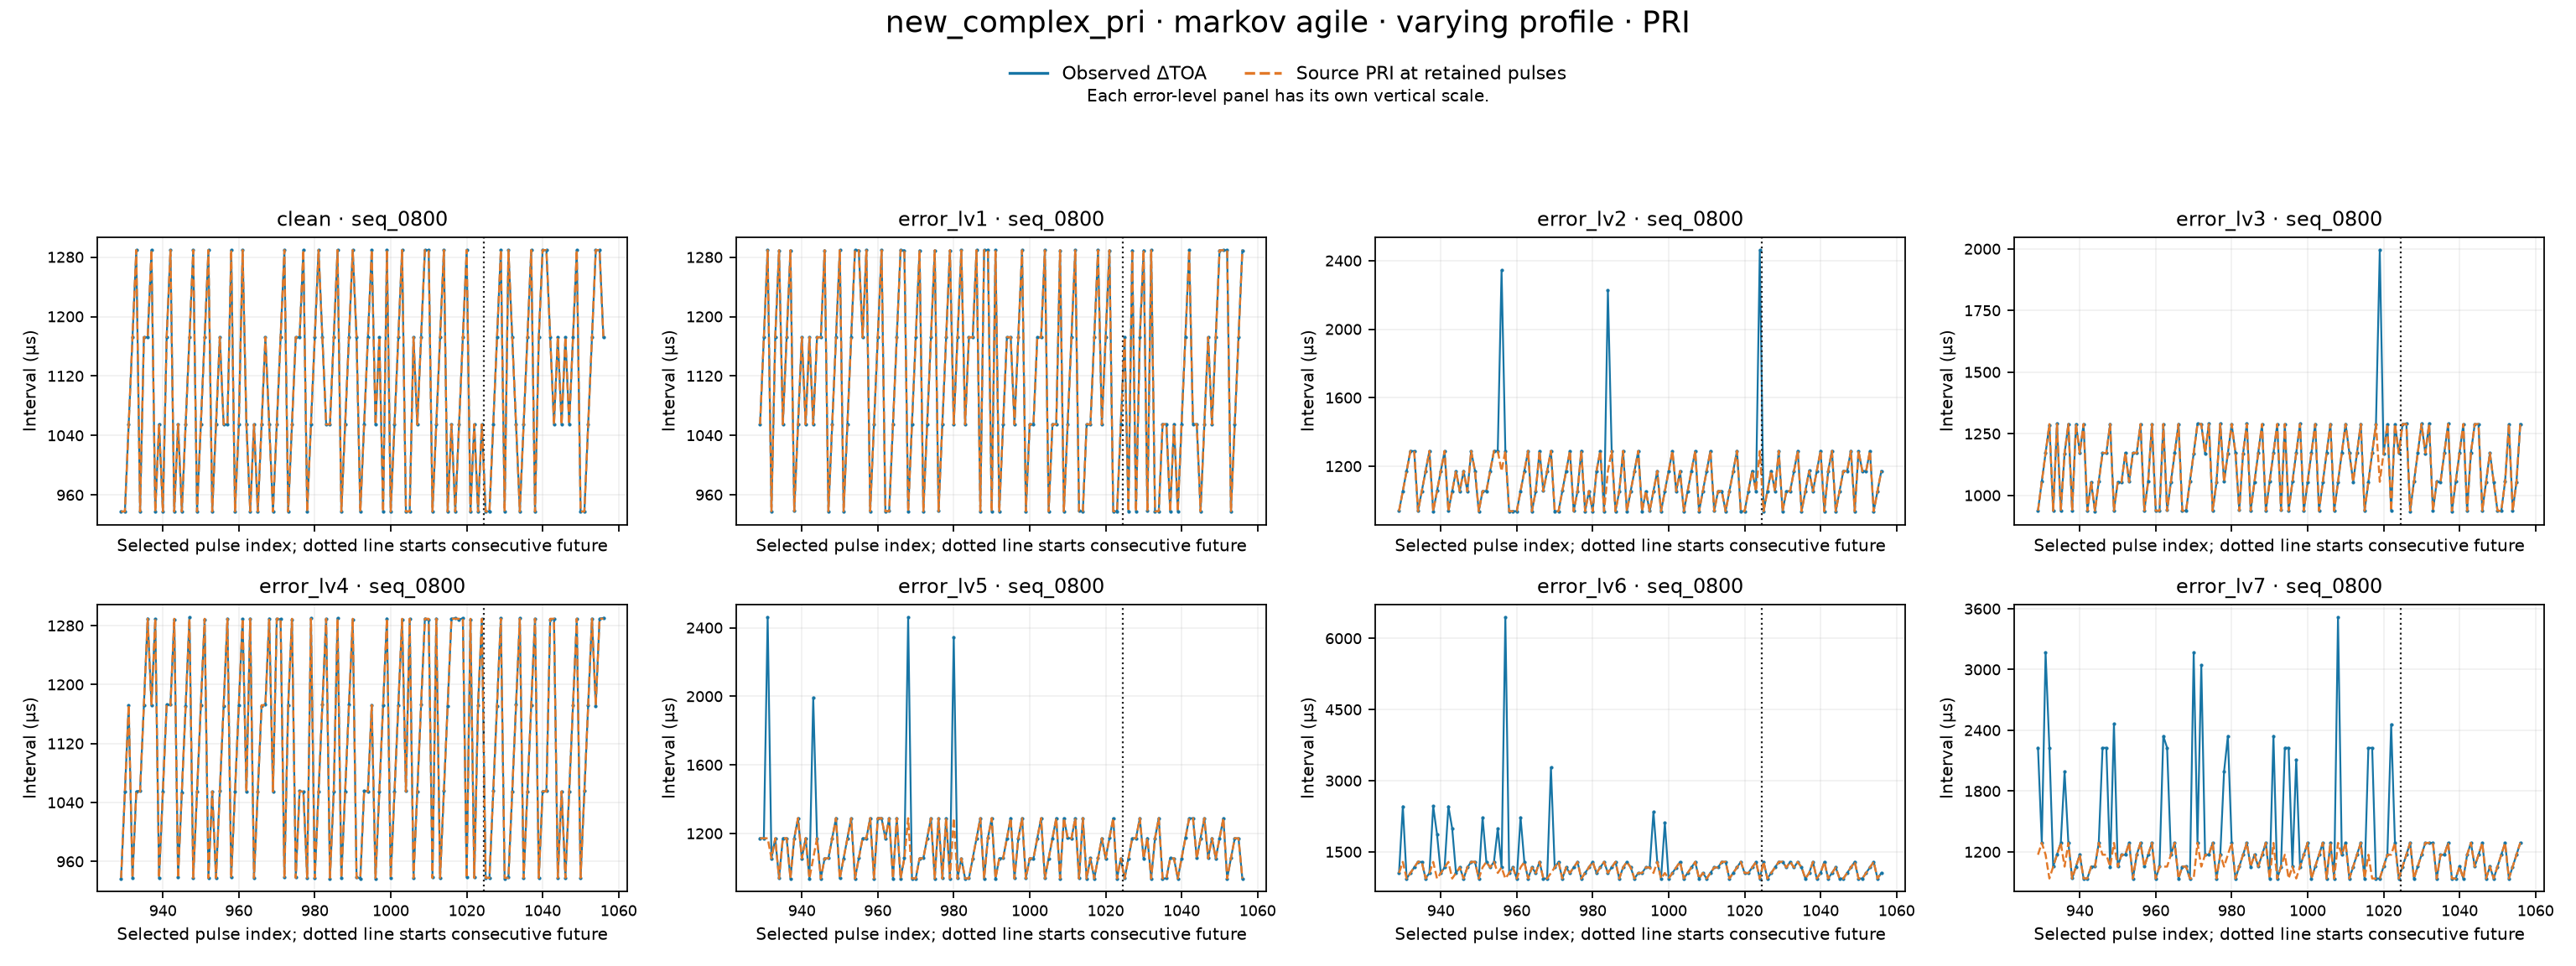 new_complex_pri · markov agile · varying profile · PRI
Observed ΔTOA
Source PRI at retained pulses
Each error-level panel has its own vertical scale.
clean · seq_0800
1280
1200
1120
1040
960
Interval (µs)
Selected pulse index; dotted line starts consecutive future
error_lv1 · seq_0800
1280
1200
1120
1040
960
Interval (µs)
Selected pulse index; dotted line starts consecutive future
error_lv2 · seq_0800
2400
2000
1600
1200
Interval (µs)
Selected pulse index; dotted line starts consecutive future
error_lv3 · seq_0800
2000
1750
1500
1250
1000
Interval (µs)
Selected pulse index; dotted line starts consecutive future
error_lv4 · seq_0800
1280
1200
1120
1040
960
Interval (µs)
940 960 980 1000 1020 1040 1060
Selected pulse index; dotted line starts consecutive future
error_lv5 · seq_0800
2400
2000
1600
1200
Interval (µs)
940 960 980 1000 1020 1040 1060
Selected pulse index; dotted line starts consecutive future
error_lv6 · seq_0800
6000
4500
3000
1500
Interval (µs)
940 960 980 1000 1020 1040 1060
Selected pulse index; dotted line starts consecutive future
error_lv7 · seq_0800
3600
3000
2400
1800
1200
Interval (µs)
940 960 980 1000 1020 1040 1060
Selected pulse index; dotted line starts consecutive future